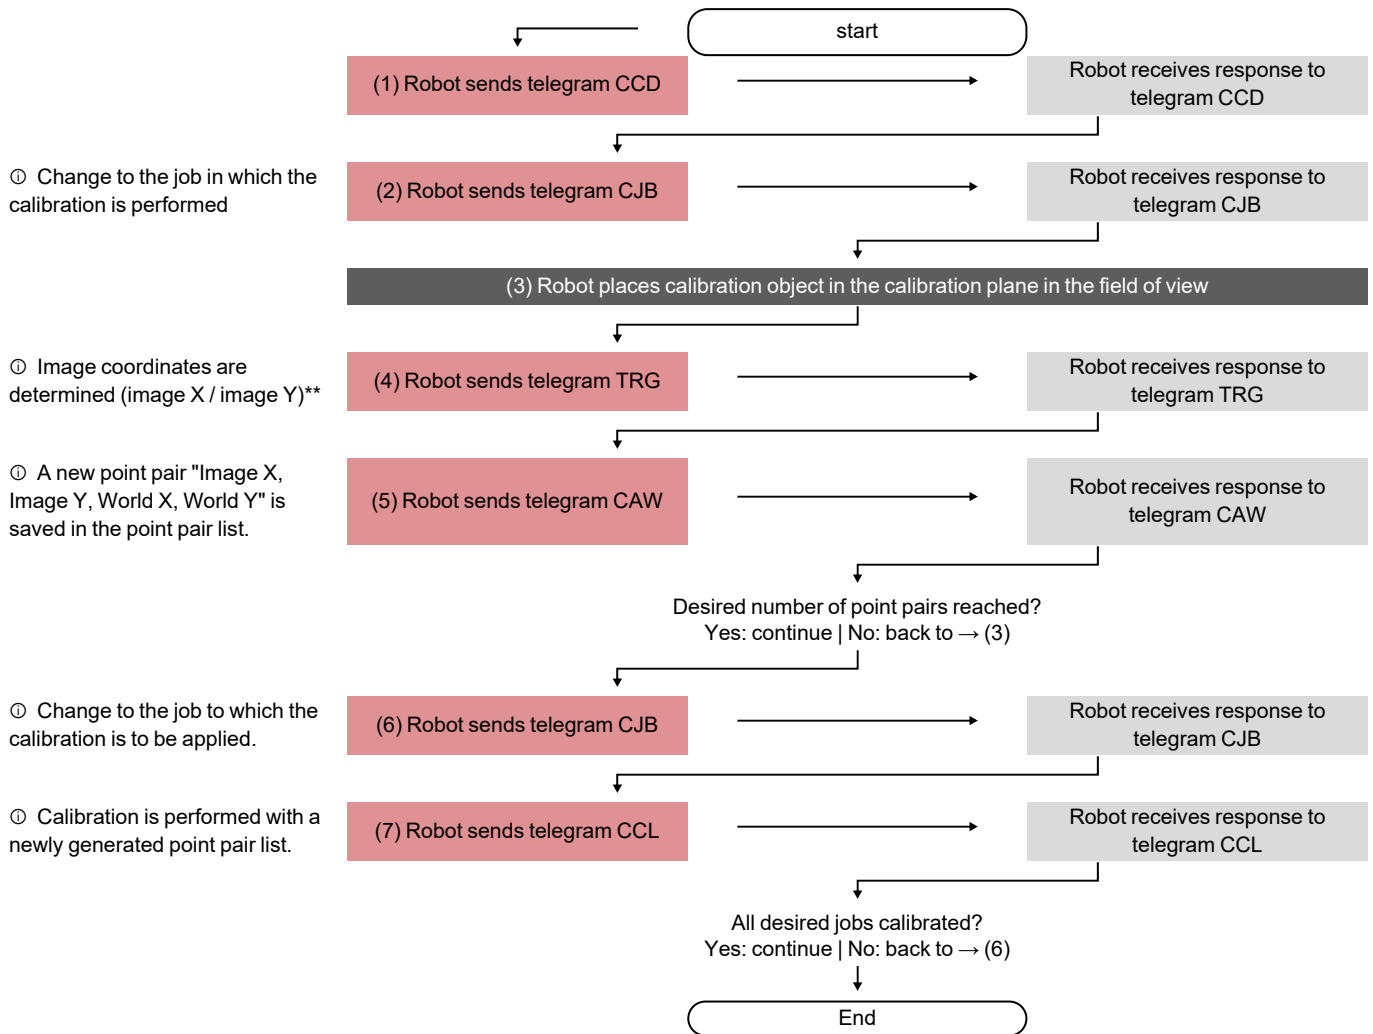 start
(1) Robot sends telegram CCD
Robot receives response to
telegram CCD
ⓘ Change to the job in which the
calibration is performed
(2) Robot sends telegram CJB
Robot receives response to
telegram CJB
(3) Robot places calibration object in the calibration plane in the field of view
ⓘ Image coordinates are
determined (image X / image Y)**
(4) Robot sends telegram TRG
Robot receives response to
telegram TRG
ⓘ A new point pair "Image X,
Image Y, World X, World Y" is
saved in the point pair list.
(5) Robot sends telegram CAW
Robot receives response to
telegram CAW
Desired number of point pairs reached?
Yes: continue | No: back to → (3)
ⓘ Change to the job to which the
calibration is to be applied.
(6) Robot sends telegram CJB
Robot receives response to
telegram CJB
ⓘ Calibration is performed with a
newly generated point pair list.
(7) Robot sends telegram CCL
Robot receives response to
telegram CCL
All desired jobs calibrated?
Yes: continue | No: back to → (6)
End